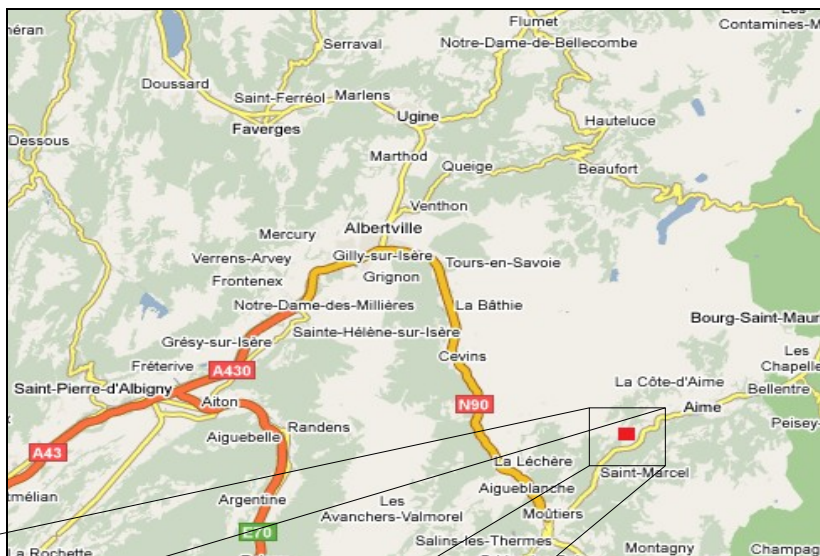 Flumet
Les
Contamines-M
Serraval
Notre-Dame-de-Bellecombe
Doussard
Saint-Ferréol
Marlens
Faverges
Ugine
Hauteluce
Dessous
Marthod
Queige
Beaufort
Venthon
Albertville
Mercury
Gilly-sur-Isère
Verrens-Arvey
Tours-en-Savoie
Grignon
Frontenex
Notre-Dame-des-Millières
La Bâthie
Bourg-Saint-Maur
Sainte-Hélène-sur-Isère
Grésy-sur-Isère
Cevins
Les
Chapelle
Fréterive
A430
La Côte-d'Aime
Saint-Pierre-d'Albigny
Bellentre
Aiton
N90
Aime
Peisey-
Randens
Aiguebelle
A43
La Léchère
Saint-Marcel
Aigueblanche
tmélian
Argentine
Les
Avanchers-Valmorel
Moûtiers
E70
Salins-les-Thermes
La Rochette
Montagny
Champag